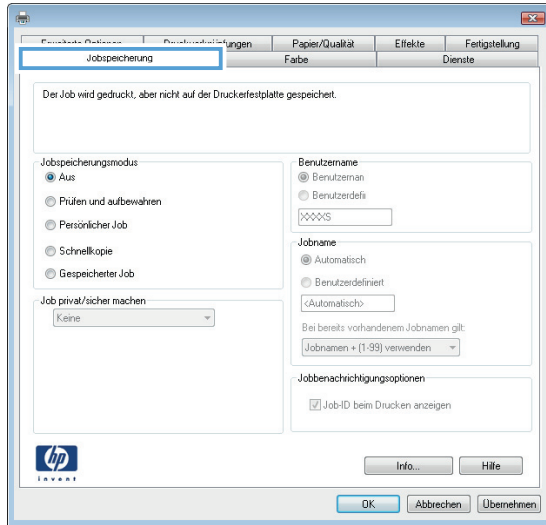 Papier/Qualität
Effekte
Fertigstellung
Jobspeicherung
Farbe
Dienste
Der Job wird gedruckt, aber nicht auf der Druckerfestplatte gespeichert.
Jobspeicherungsmodus
Aus
Prüfen und aufbewahren
Persönlicher Job
Schnellkopie
Gespeicherter Job
Job privat/sicher machen
Keine
Benutzername
Benutzernan
Benutzerdefi
XXXXS
Jobname
Automatisch
Benutzerdefiniert
<Automatisch>
Bei bereits vorhandenem Jobnamen gilt:
Jobnamen + (1-99) verwenden
Jobbenachrichtigungsoptionen
Job-ID beim Drucken anzeigen
hp
invent
Info...
Hilfe
OK
Abbrechen
Übernehmen